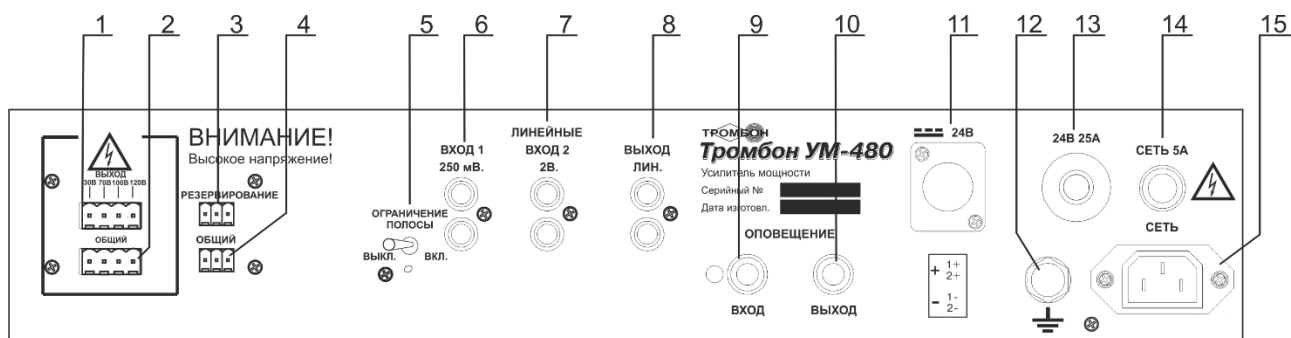 1 2 3 4 5 6 7 8 9 10 11 12 13 14 15
ВНИМАНИЕ!
Высокое напряжение!
ВЫХОД
30В 70В 100В 120В
ОБЩИЙ
РЕЗЕРВИРОВАНИЕ
ОБЩИЙ
ОГРАНИЧЕНИЕ
ПОЛОСЫ
ВЫКЛ. ВКЛ.
ЛИНЕЙНЫЕ
ВХОД 1 ВХОД 2 ВЫХОД
250 мВ. 2В. ЛИН.
ТРОМБОН
Тромбон УМ-480
Усилитель мощности
Серийный №
Дата изготовл.
ОПОВЕЩЕНИЕ
ВХОД ВЫХОД
24В
+ 1+
2+
- 1-
2-
24В 25А
СЕТЬ 5А
СЕТЬ